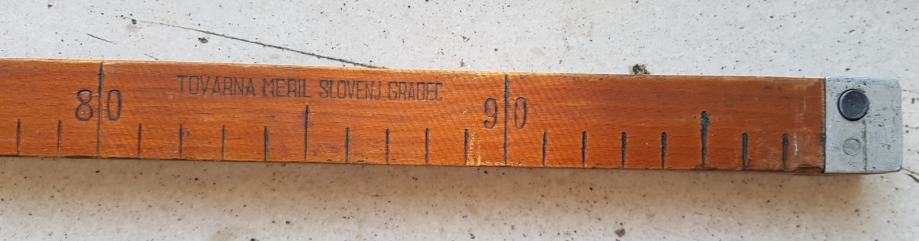 TOVARNA MERIL SLOVENJ GRADEC
80
90